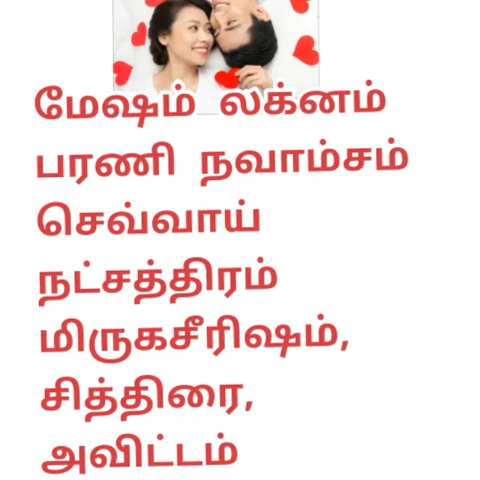 மேஷம் லக்னம்
பரணி நவாம்சம்
செவ்வாய்
நட்சத்திரம்
மிருகசீரிஷம்,
சித்திரை,
அவிட்டம்